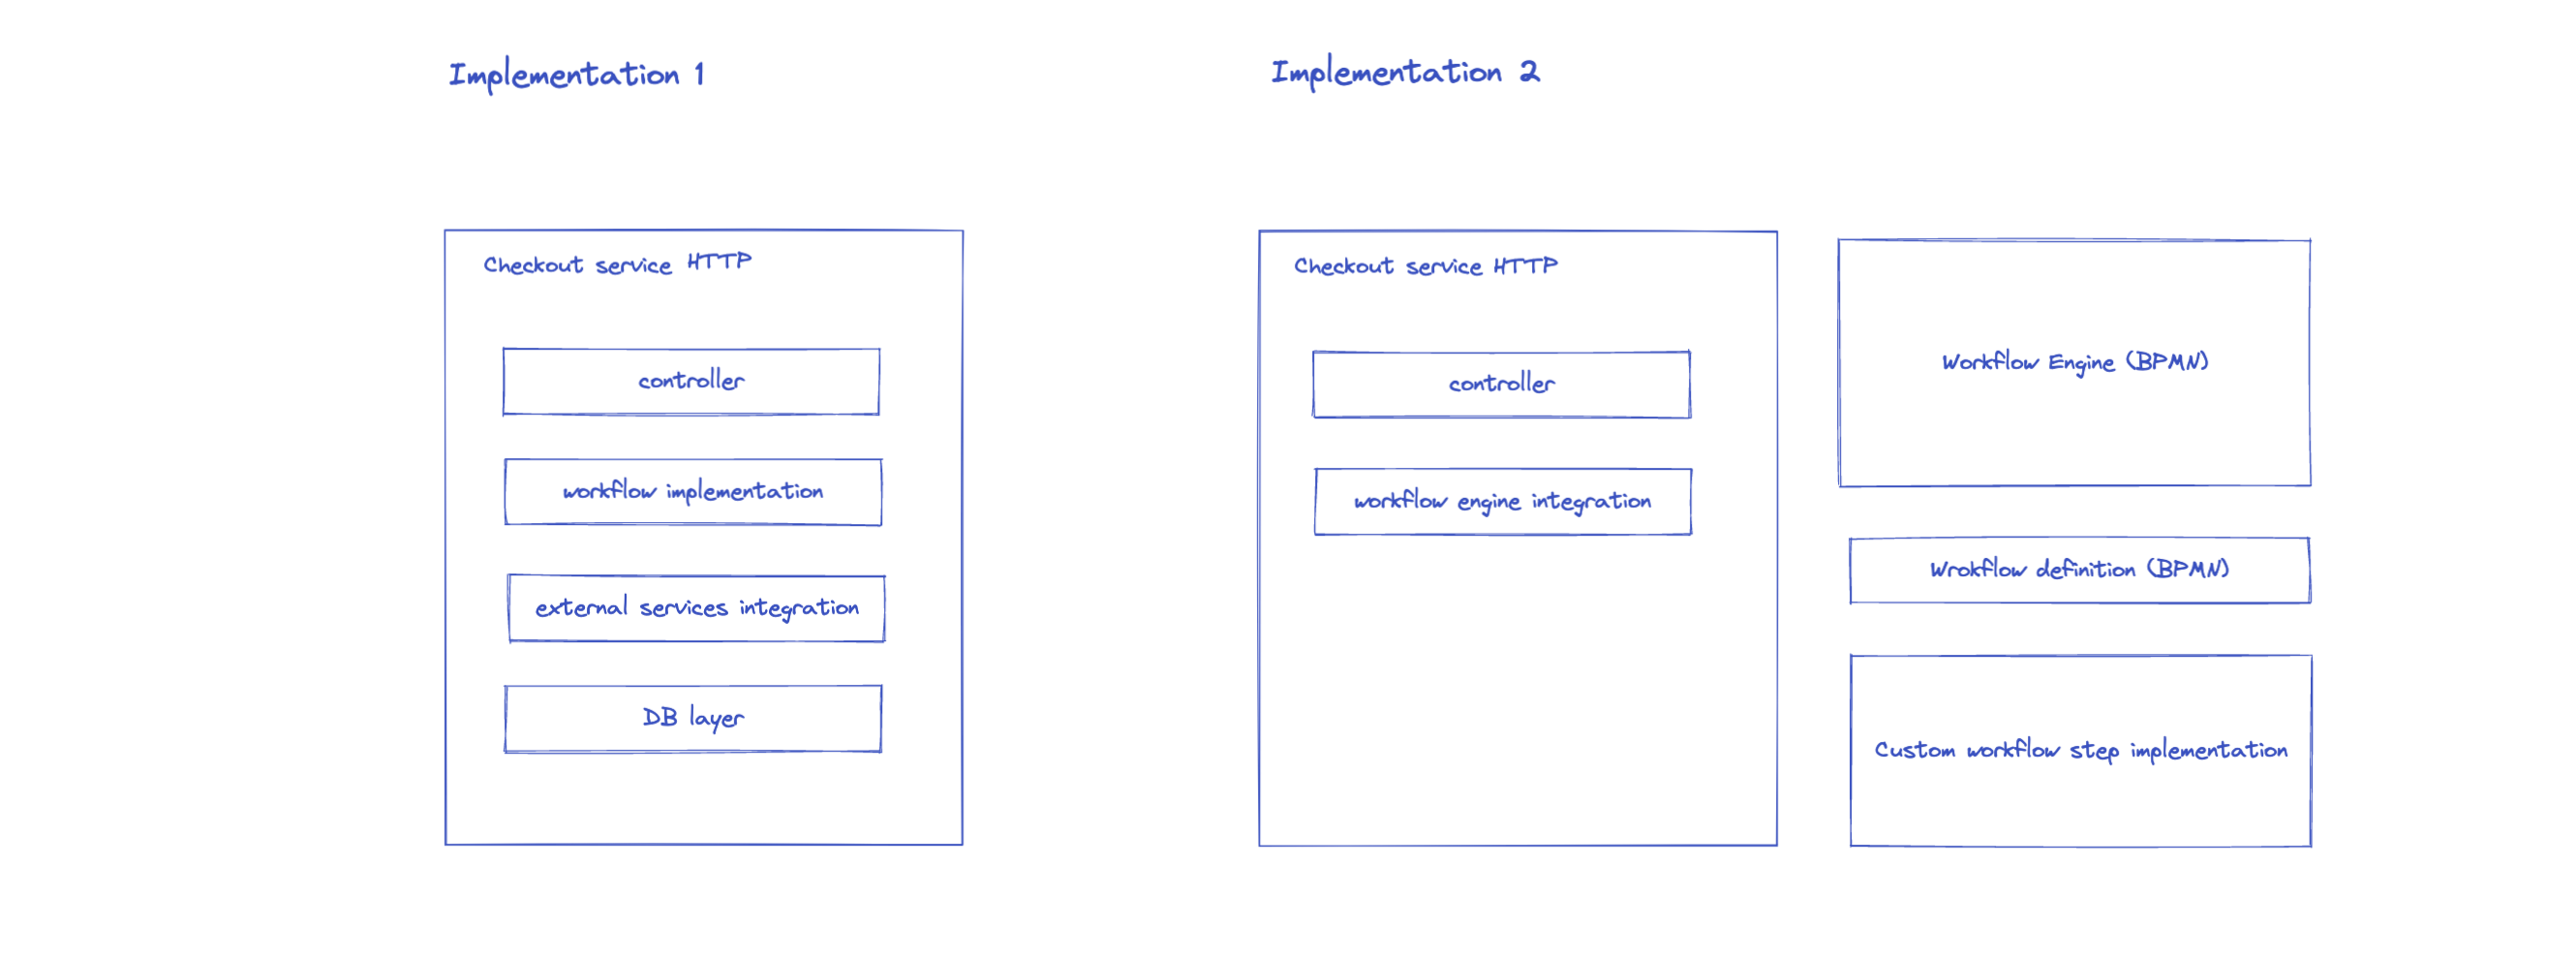 Implementation 1
Checkout service HTTP
controller
workflow implementation
external services integration
DB layer
Implementation 2
Checkout service HTTP
controller
workflow engine integration
Workflow Engine (BPMN)
Wrokflow definition (BPMN)
Custom workflow step implementation